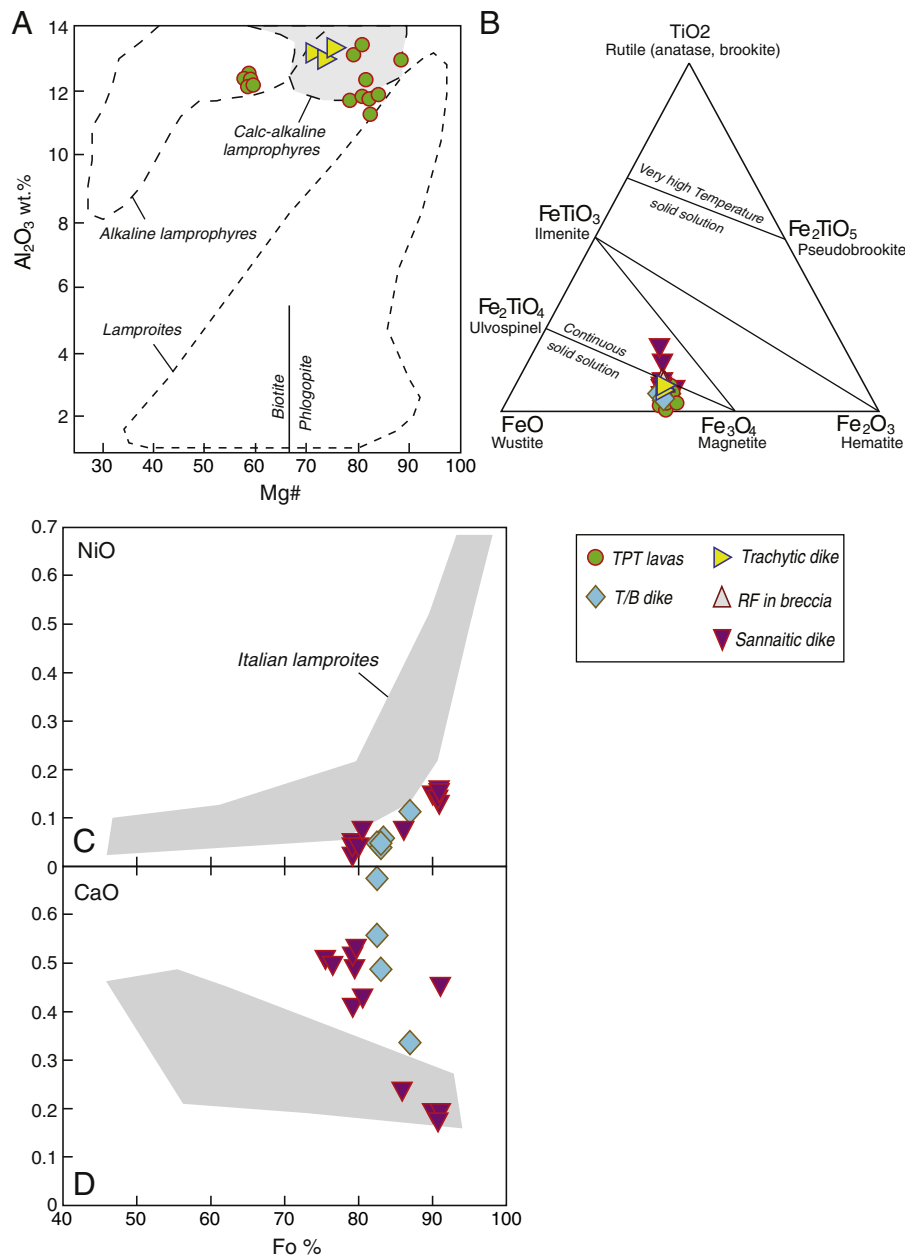 A
14
12
10
8
6
4
2
Al₂O₃ wt.%
Calc-alkaline
lamprophyres
Alkaline lamprophyres
Lamproites
Biotite
Phlogopite
30 40 50 60 70 80 90 100
Mg#
B
TiO2
Rutile (anatase, brookite)
Very high Temperature
solid solution
FeTiO₃
Ilmenite
Fe₂TiO₅
Pseudobrookite
Fe₂TiO₄
Ulvospinel
Continuous
solid solution
FeO
Wustite
Fe₃O₄
Magnetite
Fe₂O₃
Hematite
0.7
NiO
0.6
0.5
Italian lamproites
0.4
0.3
0.2
0.1
C
0
TPT lavas
Trachytic dike
T/B dike
RF in breccia
Sannaitic dike
CaO
0.6
0.5
0.4
0.3
0.2
0.1
D
0
40 50 60 70 80 90 100
Fo %